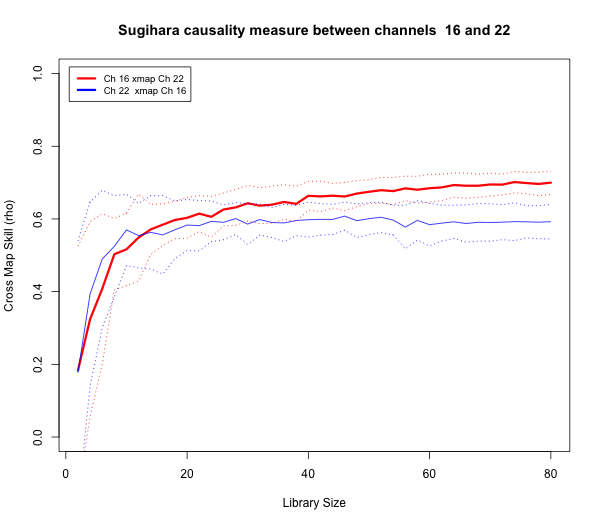 Sugihara causality measure between channels  16 and 22
Ch 16 xmap Ch 22
Ch 22  xmap Ch 16
Cross Map Skill (rho)
1.0
0.8
0.6
0.4
0.2
0.0
0 20 40 60 80
Library Size